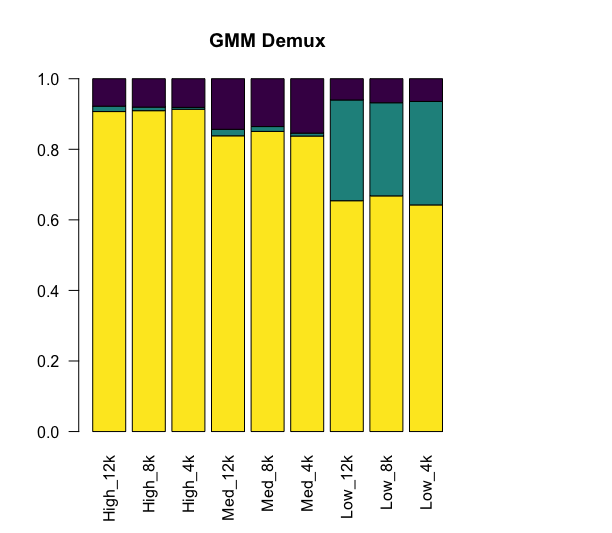 GMM Demux
1.0
0.8
0.6
0.4
0.2
0.0
High_12k
High_8k
High_4k
Med_12k
Med_8k
Med_4k
Low_12k
Low_8k
Low_4k